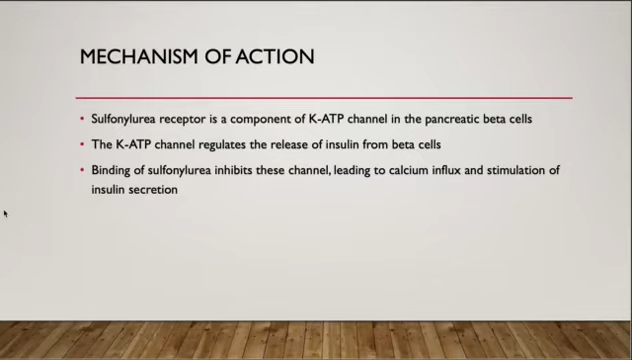 MECHANISM OF ACTION
• Sulfonylurea receptor is a component of K-ATP channel in the pancreatic beta cells
• The K-ATP channel regulates the release of insulin from beta cells
• Binding of sulfonylurea inhibits these channel, leading to calcium influx and stimulation of
insulin secretion